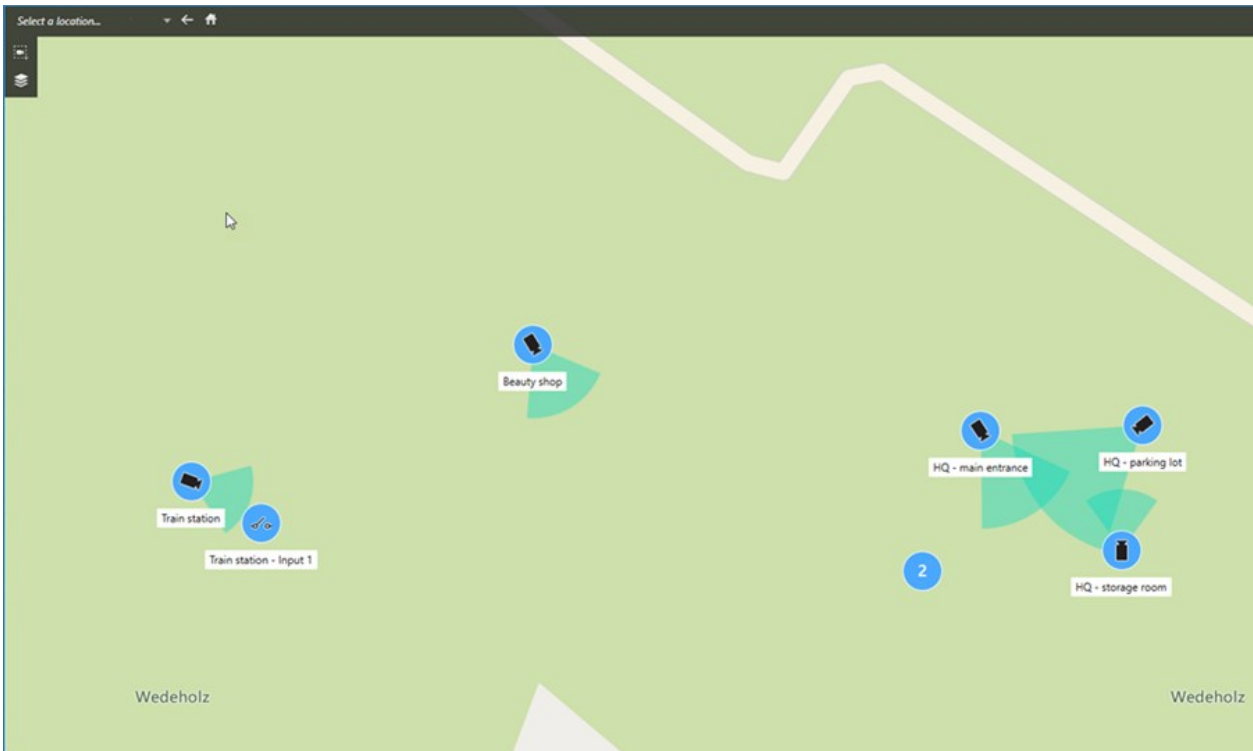 Select a location...
Beauty shop
HQ - main entrance
HQ - parking lot
Train station
Train station - Input 1
2
HQ - storage room
Wedeholz
Wedeholz